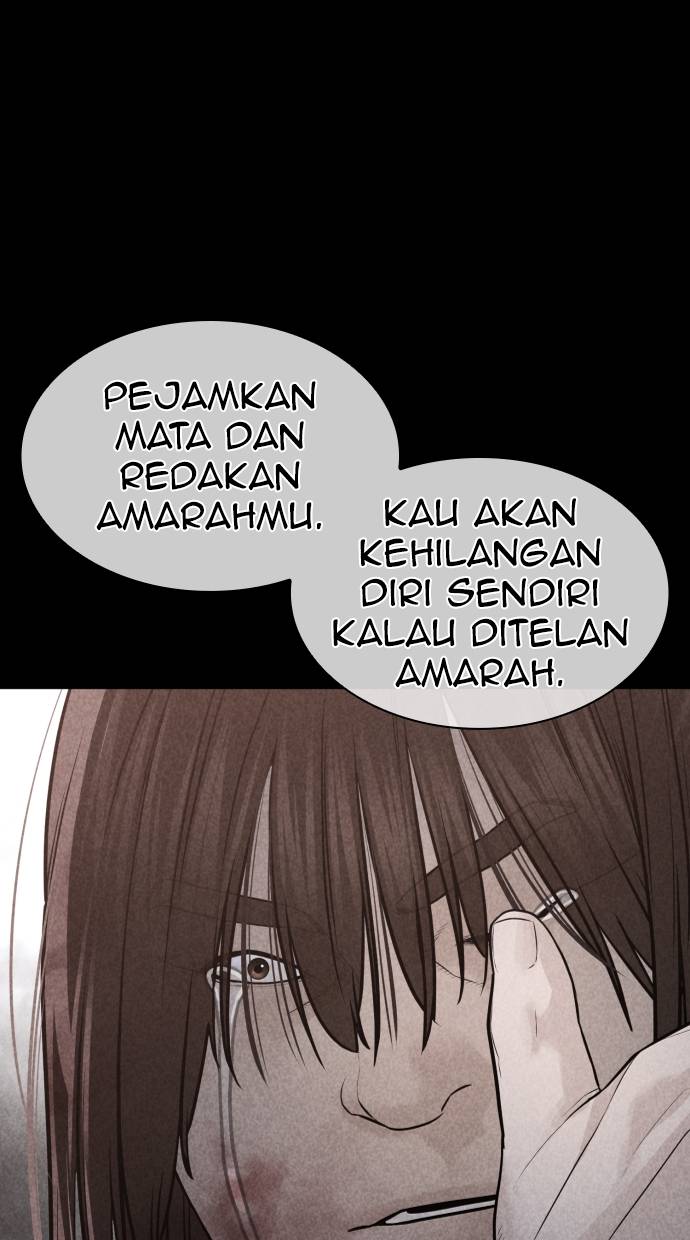 PEJAMKAN
MATA DAN
REDAKAN
AMARAHMU.
KAU AKAN
KEHILANGAN
DIRI SENDIRI
KALAU DITELAN
AMARAH.